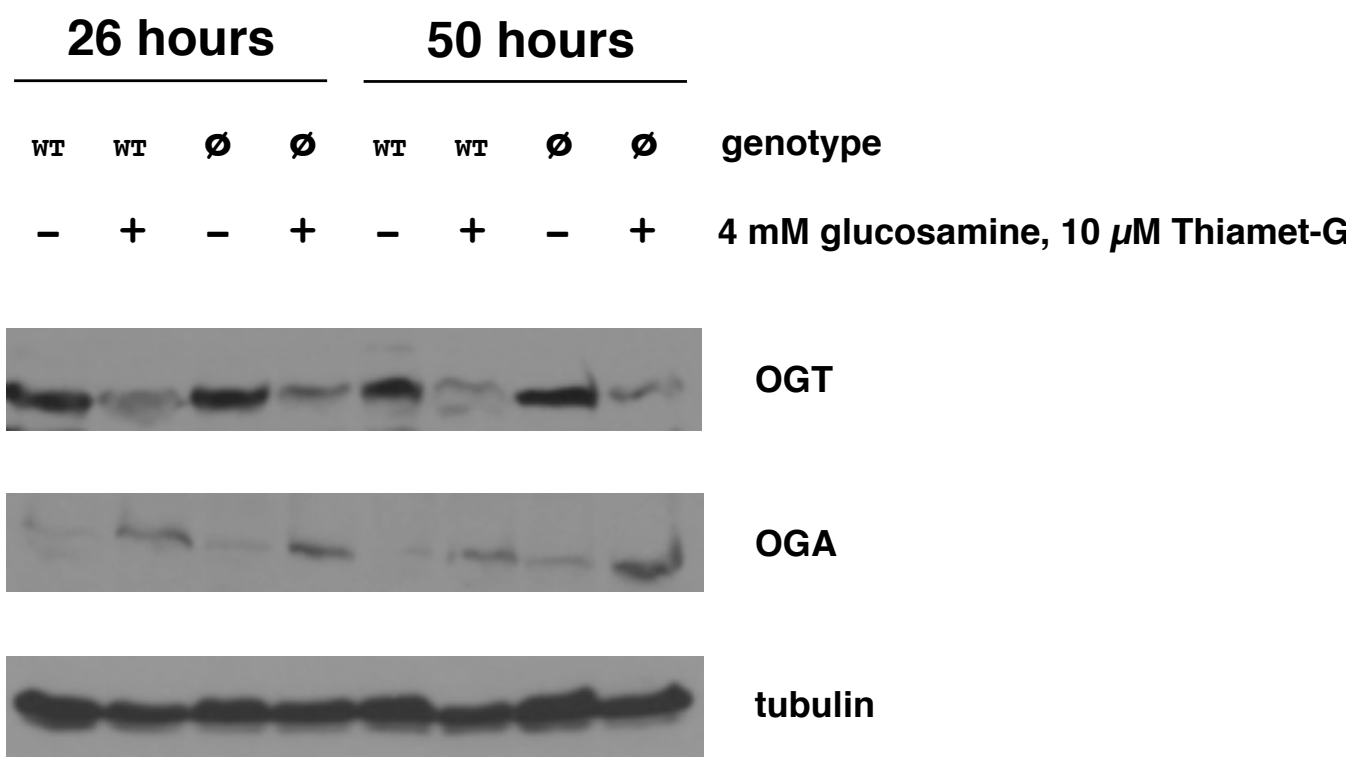 26 hours 50 hours
WT WT Ø Ø WT WT Ø Ø genotype
– + – + – + – + 4 mM glucosamine, 10 µM Thiamet-G
OGT
OGA
tubulin